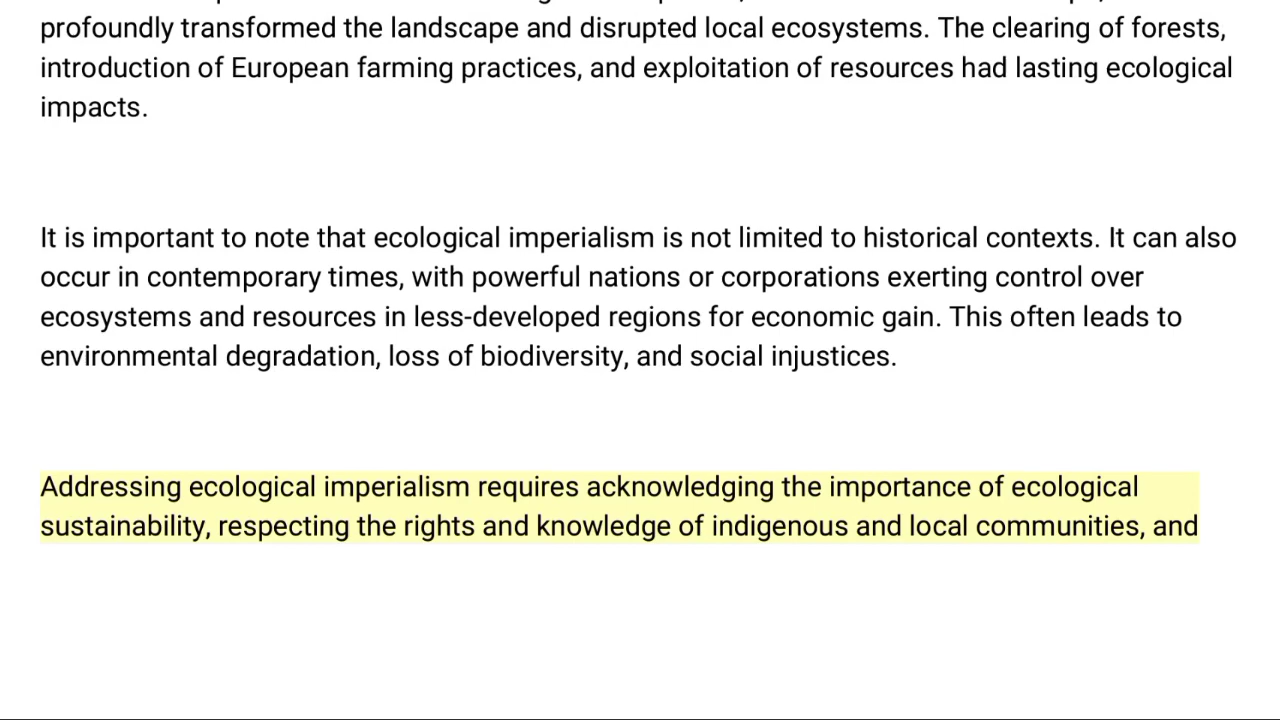 profoundly transformed the landscape and disrupted local ecosystems. The clearing of forests,
introduction of European farming practices, and exploitation of resources had lasting ecological
impacts.
It is important to note that ecological imperialism is not limited to historical contexts. It can also
occur in contemporary times, with powerful nations or corporations exerting control over
ecosystems and resources in less-developed regions for economic gain. This often leads to
environmental degradation, loss of biodiversity, and social injustices.
Addressing ecological imperialism requires acknowledging the importance of ecological
sustainability, respecting the rights and knowledge of indigenous and local communities, and